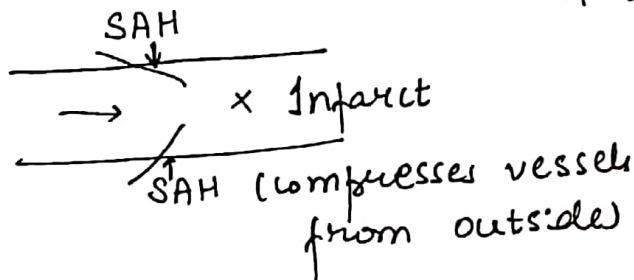 SAH
→ × Infarct
SAH (compresses vessels
from outside)